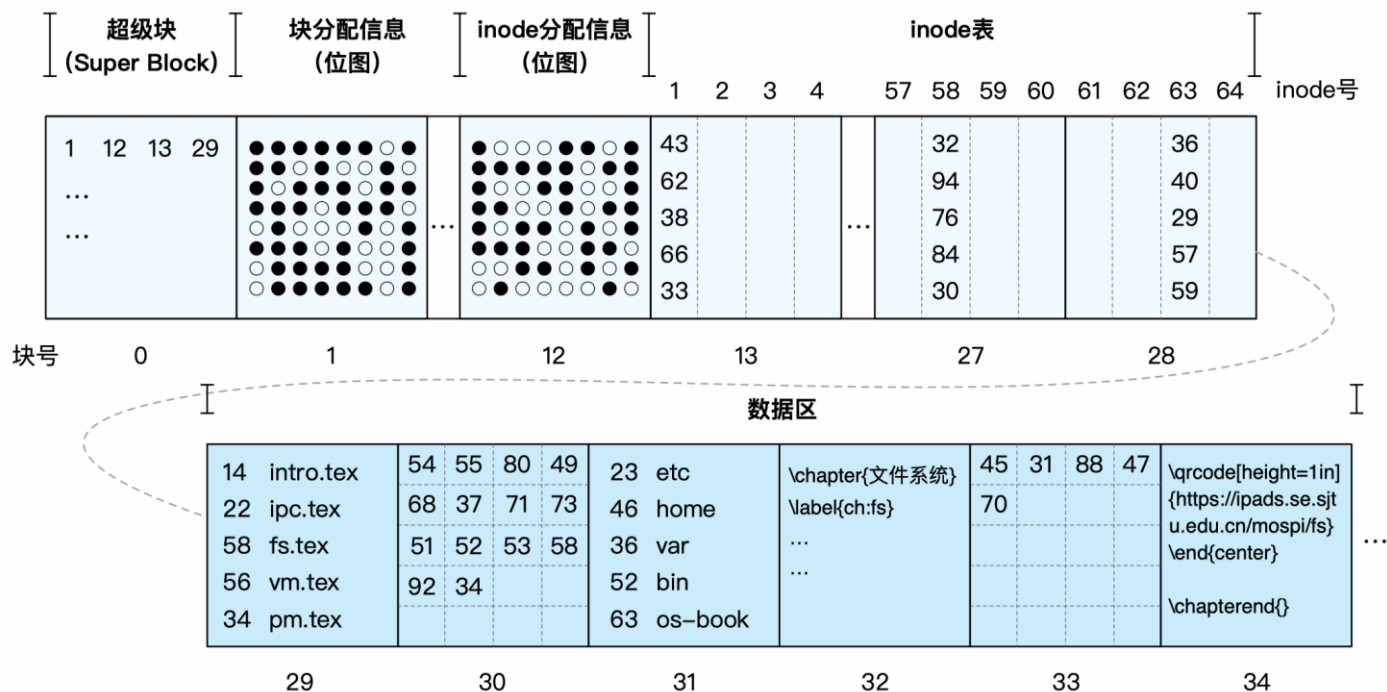 超级块
(Super Block)
块分配信息
(位图)
inode分配信息
(位图)
inode表
1 2 3 4 57 58 59 60 61 62 63 64 inode号
1 12 13 29
...
...
...
43
62
38
66
33
...
32
94
76
84
30
36
40
29
57
59
块号 0 1 12 13 27 28
数据区
14 intro.tex
22 ipc.tex
58 fs.tex
56 vm.tex
34 pm.tex
54 55 80 49
68 37 71 73
51 52 53 58
92 34
23 etc
46 home
36 var
52 bin
63 os-book
\chapter{文件系统}
\label{ch:fs}
...
...
45 31 88 47
70
\qrcode[height=1in]
{https://ipads.se.sjt
u.edu.cn/mospi/fs}
\end{center}
\chapterend{}
...
29 30 31 32 33 34